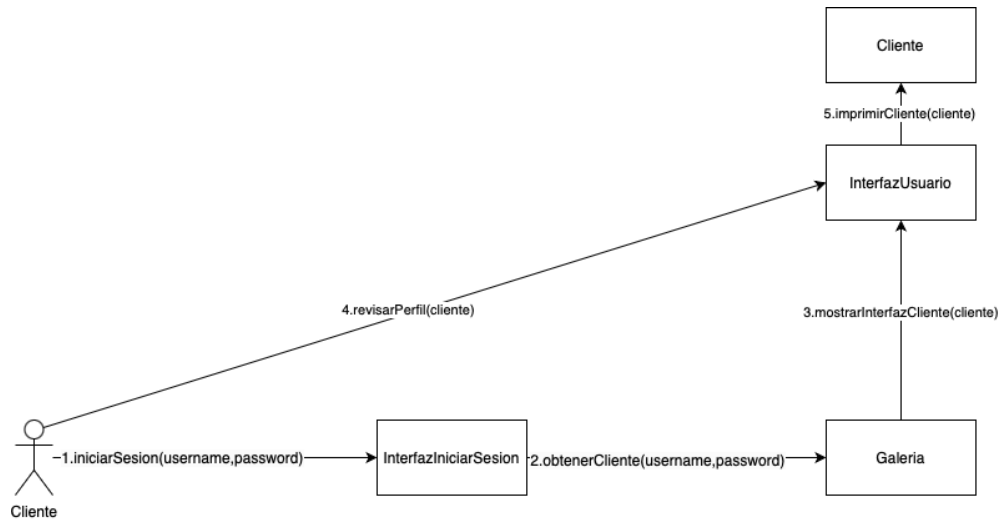 Cliente
5.imprimirCliente(cliente)
InterfazUsuario
4.revisarPerfil(cliente)
3.mostrarInterfazCliente(cliente)
1.iniciarSesion(username,password)
InterfazIniciarSesion
2.obtenerCliente(username,password)
Galeria
Cliente